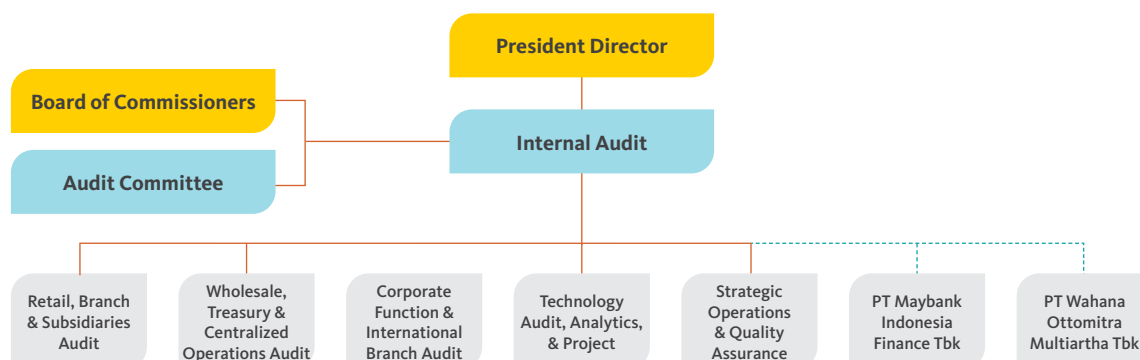 President Director
Board of Commissioners
Internal Audit
Audit Committee
Retail, Branch
& Subsidiaries
Audit
Wholesale,
Treasury &
Centralized
Operations Audit
Corporate
Function &
International
Branch Audit
Technology
Audit, Analytics,
& Project
Strategic
Operations
& Quality
Assurance
PT Maybank
Indonesia
Finance Tbk
PT Wahana
Ottomitra
Multiartha Tbk